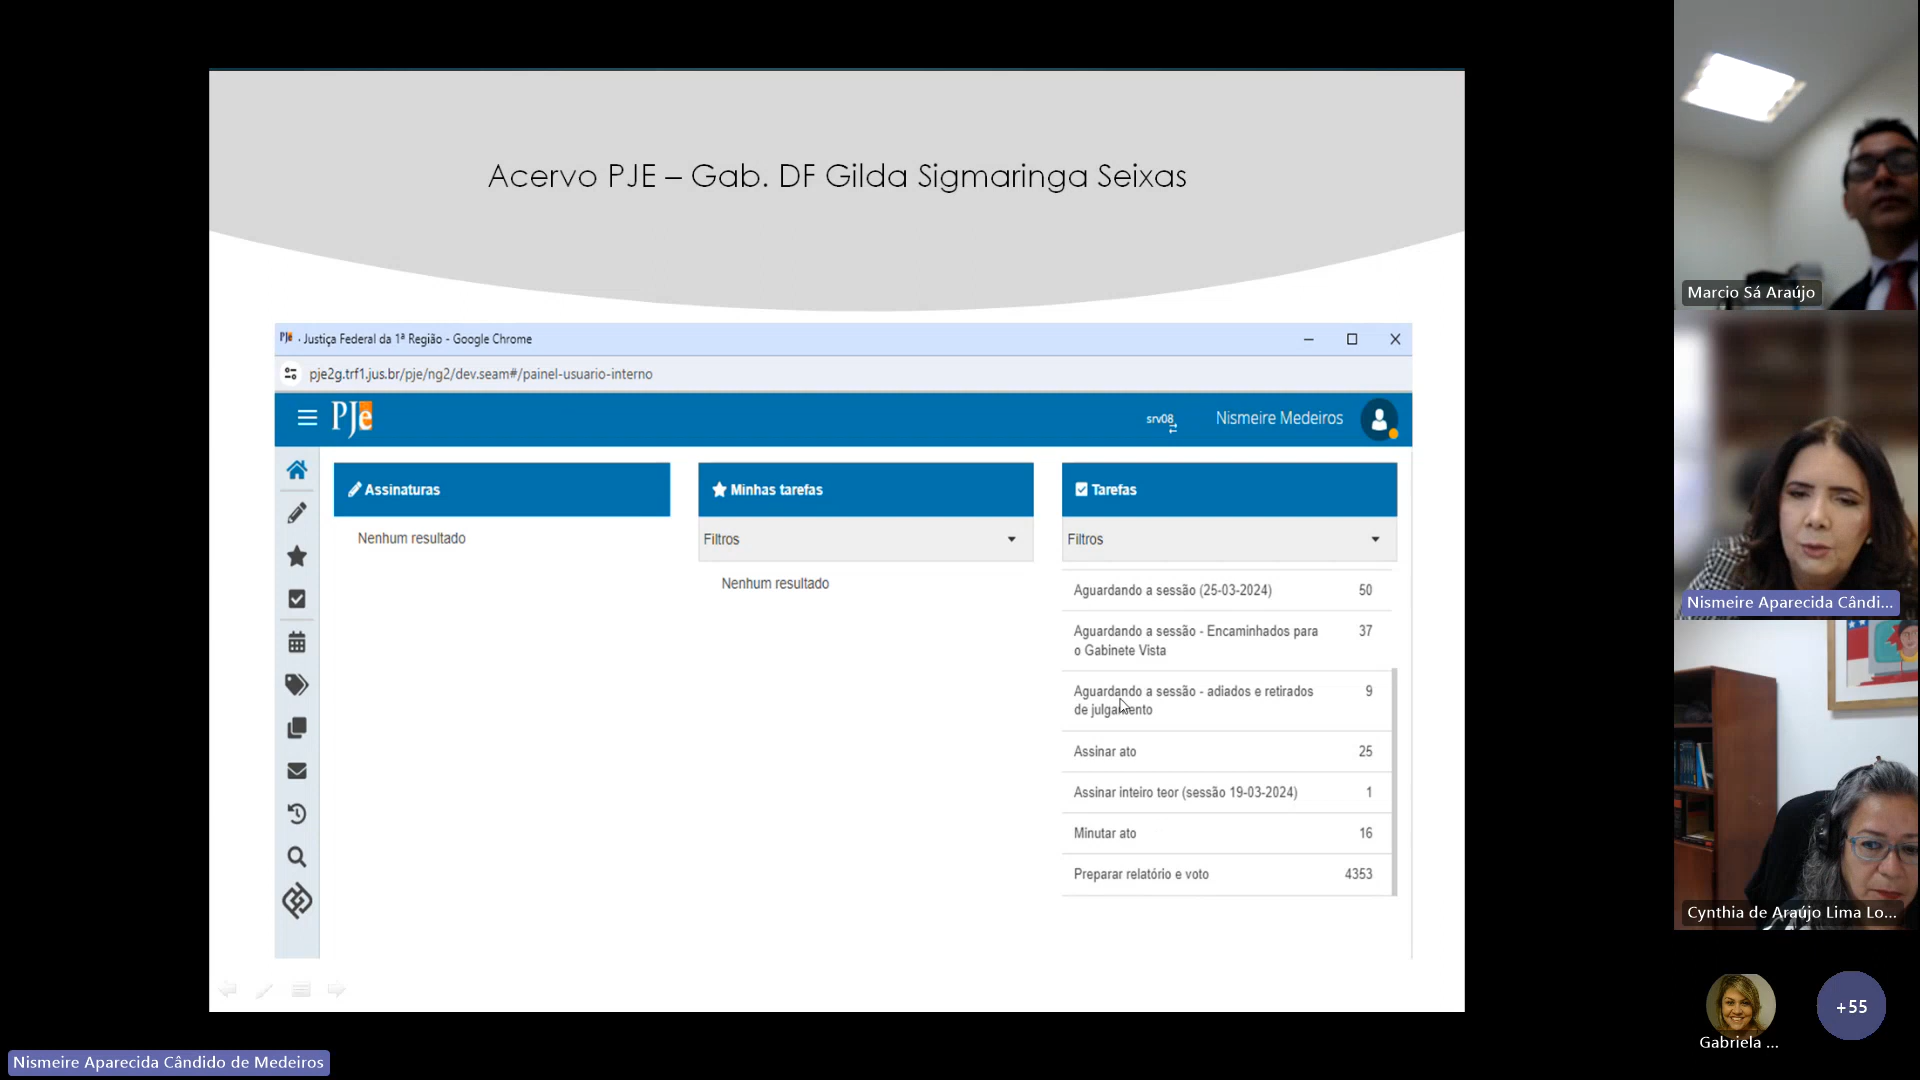 Acervo PJE – Gab. DF Gilda Sigmaringa Seixas
PJe · Justiça Federal da 1ª Região - Google Chrome
pje2g.trf1.jus.br/pje/ng2/dev.seam#/painel-usuario-interno
PJe
srv08
Nismeire Medeiros
Assinaturas
Nenhum resultado
Minhas tarefas
Filtros
Nenhum resultado
Tarefas
Filtros
Aguardando a sessão (25-03-2024) 50
Aguardando a sessão - Encaminhados para 37
o Gabinete Vista
Aguardando a sessão - adiados e retirados 9
de julgamento
Assinar ato 25
Assinar inteiro teor (sessão 19-03-2024) 1
Minutar ato 16
Preparar relatório e voto 4353
Marcio Sá Araújo
Nismeire Aparecida Cândi...
Cynthia de Araújo Lima Lo...
Gabriela ...
+55
Nismeire Aparecida Cândido de Medeiros